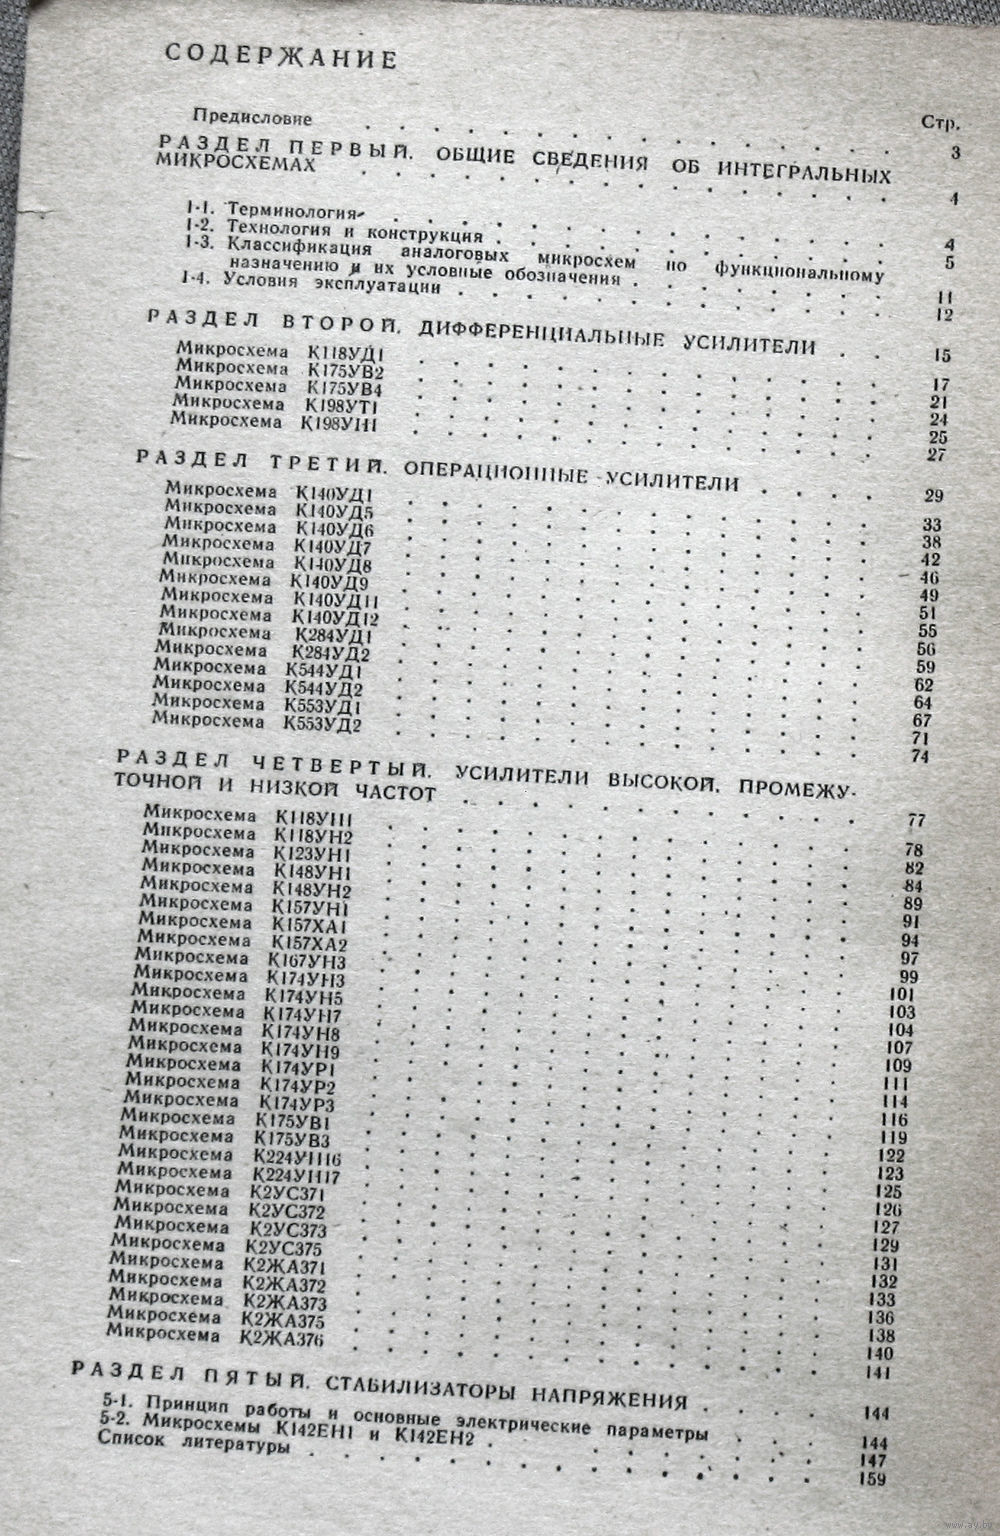 СОДЕРЖАНИЕ
Стр.
Предисловие . . . . . . . . . . . . . . . 3
РАЗДЕЛ ПЕРВЫЙ. ОБЩИЕ СВЕДЕНИЯ ОБ ИНТЕГРАЛЬНЫХ
МИКРОСХЕМАХ . . . . . . . . . . . . . . . 4
1-1. Терминология . . . . . . . . . . . . . . . 4
1-2. Технология и конструкция . . . . . . . . . . . . 5
1-3. Классификация аналоговых микросхем по функциональному
назначению и их условные обозначения . . . . . . . . 11
1-4. Условия эксплуатации . . . . . . . . . . . . . 12
РАЗДЕЛ ВТОРОЙ. ДИФФЕРЕНЦИАЛЬНЫЕ УСИЛИТЕЛИ . . 15
Микросхема К118УД1 . . . . . . . . . . . . . . 17
Микросхема К175УВ2 . . . . . . . . . . . . . . 21
Микросхема К175УВ4 . . . . . . . . . . . . . . 24
Микросхема К198УТ1 . . . . . . . . . . . . . . 25
Микросхема К198УН1 . . . . . . . . . . . . . . 27
РАЗДЕЛ ТРЕТИЙ. ОПЕРАЦИОННЫЕ УСИЛИТЕЛИ . . . . 29
Микросхема К140УД1 . . . . . . . . . . . . . . 33
Микросхема К140УД5 . . . . . . . . . . . . . . 38
Микросхема К140УД6 . . . . . . . . . . . . . . 42
Микросхема К140УД7 . . . . . . . . . . . . . . 46
Микросхема К140УД8 . . . . . . . . . . . . . . 49
Микросхема К140УД9 . . . . . . . . . . . . . . 51
Микросхема К140УД11 . . . . . . . . . . . . . . 55
Микросхема К140УД12 . . . . . . . . . . . . . . 56
Микросхема К284УД1 . . . . . . . . . . . . . . 59
Микросхема К284УД2 . . . . . . . . . . . . . . 62
Микросхема К544УД1 . . . . . . . . . . . . . . 64
Микросхема К544УД2 . . . . . . . . . . . . . . 67
Микросхема К553УД1 . . . . . . . . . . . . . . 71
Микросхема К553УД2 . . . . . . . . . . . . . . 74
РАЗДЕЛ ЧЕТВЕРТЫЙ. УСИЛИТЕЛИ ВЫСОКОЙ, ПРОМЕЖУ-
ТОЧНОЙ И НИЗКОЙ ЧАСТОТ . . . . . . . . . . . . 77
Микросхема К118УН1 . . . . . . . . . . . . . . 78
Микросхема К118УН2 . . . . . . . . . . . . . . 82
Микросхема К123УН1 . . . . . . . . . . . . . . 84
Микросхема К148УН1 . . . . . . . . . . . . . . 89
Микросхема К148УН2 . . . . . . . . . . . . . . 91
Микросхема К157УН1 . . . . . . . . . . . . . . 94
Микросхема К157ХА1 . . . . . . . . . . . . . . 97
Микросхема К157ХА2 . . . . . . . . . . . . . . 99
Микросхема К167УН3 . . . . . . . . . . . . . . 101
Микросхема К174УН3 . . . . . . . . . . . . . . 103
Микросхема К174УН5 . . . . . . . . . . . . . . 104
Микросхема К174УН7 . . . . . . . . . . . . . . 107
Микросхема К174УН8 . . . . . . . . . . . . . . 109
Микросхема К174УН9 . . . . . . . . . . . . . . 111
Микросхема К174УР1 . . . . . . . . . . . . . . 114
Микросхема К174УР2 . . . . . . . . . . . . . . 116
Микросхема К174УР3 . . . . . . . . . . . . . . 119
Микросхема К175УВ1 . . . . . . . . . . . . . . 122
Микросхема К175УВ3 . . . . . . . . . . . . . . 123
Микросхема К224УН16 . . . . . . . . . . . . . . 125
Микросхема К224УН17 . . . . . . . . . . . . . . 126
Микросхема К2УС371 . . . . . . . . . . . . . . 127
Микросхема К2УС372 . . . . . . . . . . . . . . 129
Микросхема К2УС373 . . . . . . . . . . . . . . 131
Микросхема К2УС375 . . . . . . . . . . . . . . 132
Микросхема К2ЖА371 . . . . . . . . . . . . . . 133
Микросхема К2ЖА372 . . . . . . . . . . . . . . 136
Микросхема К2ЖА373 . . . . . . . . . . . . . . 138
Микросхема К2ЖА375 . . . . . . . . . . . . . . 140
Микросхема К2ЖА376 . . . . . . . . . . . . . . 141
РАЗДЕЛ ПЯТЫЙ. СТАБИЛИЗАТОРЫ НАПРЯЖЕНИЯ . . . . 144
5-1. Принцип работы и основные электрические параметры . . . 144
5-2. Микросхемы К142ЕН1 и К142ЕН2 . . . . . . . . . 147
Список литературы . . . . . . . . . . . . . . . 159
www.ay.by